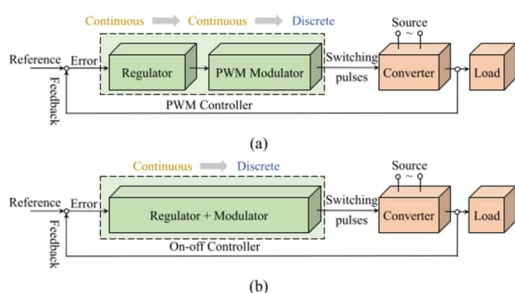 Continuous Continuous Discrete
Source
~
Reference
Error
Regulator
PWM Modulator
Switching
pulses
Converter
Load
Feedback
PWM Controller
(a)
Continuous Discrete
Source
~
Reference
Error
Regulator + Modulator
Switching
pulses
Converter
Load
Feedback
On-off Controller
(b)